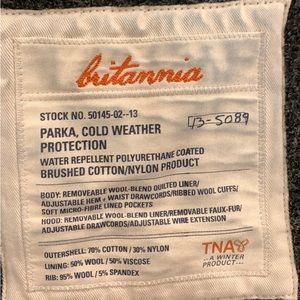 britannia
STOCK NO. 50145-02--13
13-5089
PARKA, COLD WEATHER
PROTECTION
WATER REPELLENT POLYURETHANE COATED
BRUSHED COTTON/NYLON PRODUCT
BODY: REMOVEABLE WOOL-BLEND QUILTED LINER/
ADJUSTABLE HEM + WAIST DRAWCORDS/RIBBED WOOL CUFFS/
SOFT MICRO-FIBRE LINED POCKETS
HOOD: REMOVABLE WOOL-BLEND LINER/REMOVABLE FAUX-FUR/
ADJUSTABLE DRAWCORDS/ADJUSTABLE WIRE EXTENSION
OUTERSHELL: 70% COTTON / 30% NYLON
LINING: 50% WOOL / 50% VISCOSE
RIB: 95% WOOL / 5% SPANDEX
TNA
A WINTER
PRODUCT